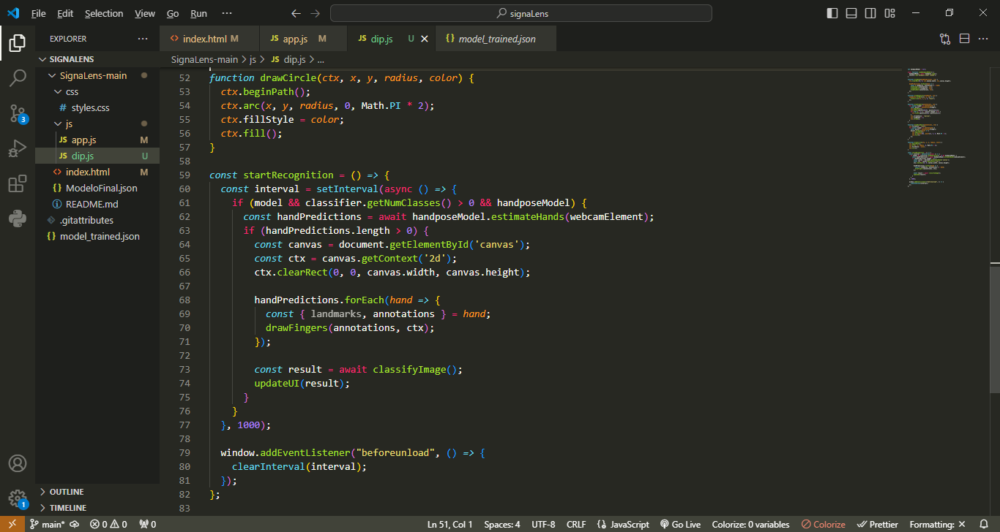 File Edit Selection View Go Run ··· signaLens
EXPLORER ···
index.html M app.js M dip.js U model_trained.json
SIGNALENS
SignaLens-main
css
# styles.css
js
JS app.js M
JS dip.js U
index.html M
{} ModeloFinal.json
README.md
.gitattributes
{} model_trained.json
OUTLINE
TIMELINE
SignaLens-main > js > JS dip.js > ...
52 function drawCircle(ctx, x, y, radius, color) {
53 ctx.beginPath();
54 ctx.arc(x, y, radius, 0, Math.PI * 2);
55 ctx.fillStyle = color;
56 ctx.fill();
57 }
58
59 const startRecognition = () => {
60 const interval = setInterval(async () => {
61 if (model && classifier.getNumClasses() > 0 && handposeModel) {
62 const handPredictions = await handposeModel.estimateHands(webcamElement);
63 if (handPredictions.length > 0) {
64 const canvas = document.getElementById('canvas');
65 const ctx = canvas.getContext('2d');
66 ctx.clearRect(0, 0, canvas.width, canvas.height);
67
68 handPredictions.forEach(hand => {
69 const { landmarks, annotations } = hand;
70 drawFingers(annotations, ctx);
71 });
72
73 const result = await classifyImage();
74 updateUI(result);
75 }
76 }
77 }, 1000);
78
79 window.addEventListener("beforeunload", () => {
80 clearInterval(interval);
81 });
82 };
83
3
1
main* 0 0 0 Ln 51, Col 1 Spaces: 4 UTF-8 CRLF {} JavaScript Go Live Colorize: 0 variables Colorize Prettier Formatting: ×